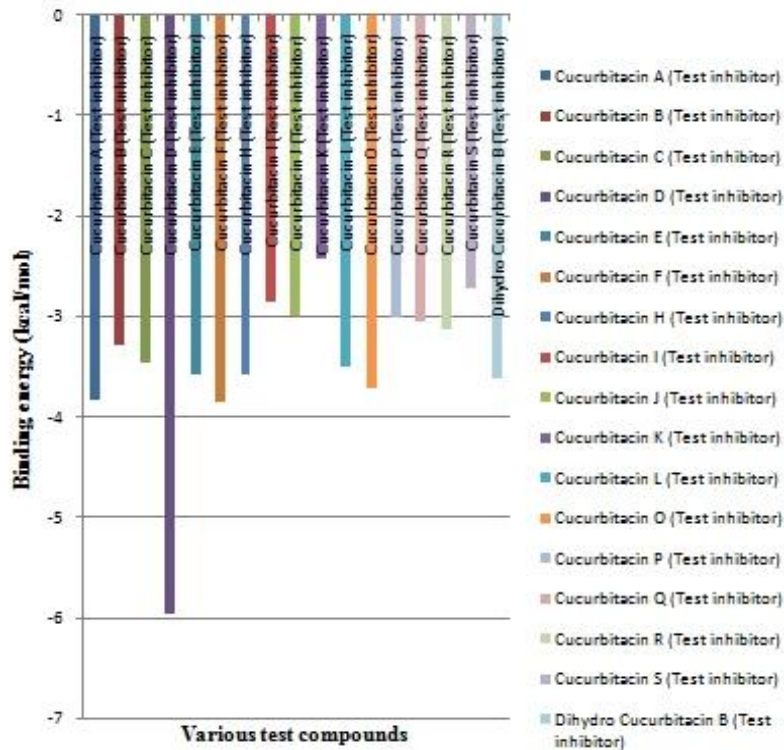 0
-1
-2
-3
-4
-5
-6
-7
Binding energy (kcal/mol)
Cucurbitacin A (Test inhibitor)
Cucurbitacin B (Test inhibitor)
Cucurbitacin C (Test inhibitor)
Cucurbitacin D (Test inhibitor)
Cucurbitacin E (Test inhibitor)
Cucurbitacin F (Test inhibitor)
Cucurbitacin H (Test inhibitor)
Cucurbitacin I (Test inhibitor)
Cucurbitacin J (Test inhibitor)
Cucurbitacin K (Test inhibitor)
Cucurbitacin L (Test inhibitor)
Cucurbitacin O (Test inhibitor)
Cucurbitacin P (Test inhibitor)
Cucurbitacin Q (Test inhibitor)
Cucurbitacin R (Test inhibitor)
Cucurbitacin S (Test inhibitor)
Dihydro Cucurbitacin B (Test inhibitor)
Various test compounds
Cucurbitacin A (Test inhibitor)
Cucurbitacin B (Test inhibitor)
Cucurbitacin C (Test inhibitor)
Cucurbitacin D (Test inhibitor)
Cucurbitacin E (Test inhibitor)
Cucurbitacin F (Test inhibitor)
Cucurbitacin H (Test inhibitor)
Cucurbitacin I (Test inhibitor)
Cucurbitacin J (Test inhibitor)
Cucurbitacin K (Test inhibitor)
Cucurbitacin L (Test inhibitor)
Cucurbitacin O (Test inhibitor)
Cucurbitacin P (Test inhibitor)
Cucurbitacin Q (Test inhibitor)
Cucurbitacin R (Test inhibitor)
Cucurbitacin S (Test inhibitor)
Dihydro Cucurbitacin B (Test
inhibitor)